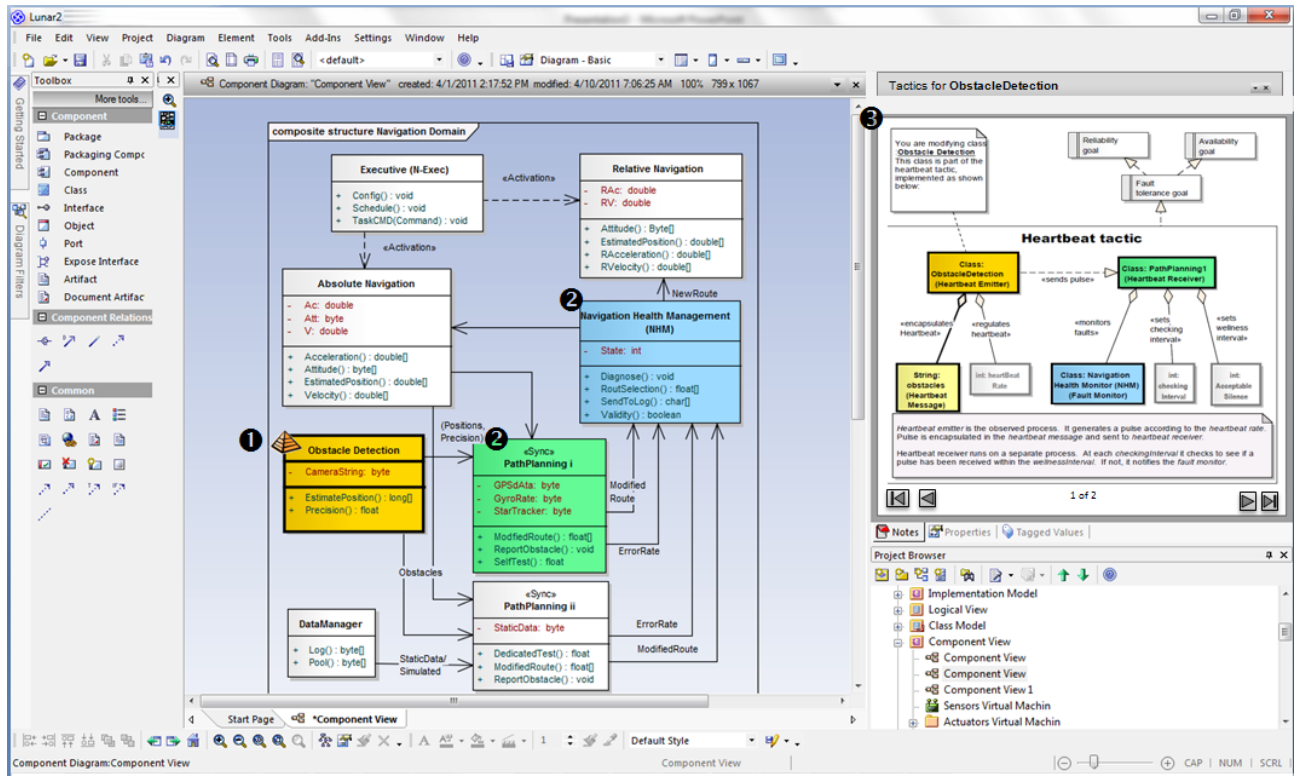 Lunar2
File Edit View Project Diagram Element Tools Add-Ins Settings Window Help
<default>
Diagram - Basic
Toolbox
More tools...
Getting Started
Diagram Filters
Component
Package
Packaging Compc
Component
Class
Interface
Object
Port
Expose Interface
Artifact
Document Artifac
Component Relations
Common
Component Diagram: "Component View" created: 4/1/2011 2:17:52 PM modified: 4/10/2011 7:06:25 AM 100% 799 x 1067
composite structure Navigation Domain
Executive (N-Exec)
+ Config() : void
+ Schedule() : void
+ TaskCMD(Command) : void
«Activation»
«Activation»
Relative Navigation
- RAc: double
- RV: double
+ Attitude() : Byte[]
+ EstimatedPosition() : double[]
+ RAcceleration() : double[]
+ RVelocity() : double[]
Absolute Navigation
- Ac: double
- Att: byte
- V: double
+ Acceleration() : double[]
+ Attitude() : byte[]
+ EstimatedPosition() : double[]
+ Velocity() : double[]
NewRoute
2
Navigation Health Management
(NHM)
- State: int
+ Diagnose() : void
+ RoutSelection() : float[]
+ SendToLog() : char[]
+ Validity() : boolean
1
Obstacle Detection
- CameraString: byte
+ EstimatePosition() : long[]
+ Precision() : float
(Positions,
Precision)
2
«Sync»
PathPlanning i
- GPSdAta: byte
- GyroRate: byte
- StarTracker: byte
+ ModfiedRoute() : float[]
+ ReportObstacle() : void
+ SelfTest() : float
Modified
Route
ErrorRate
Obstacles
«Sync»
PathPlanning ii
- StaticData: byte
+ DedicatedTest() : float
+ ModifiedRoute() : float[]
+ ReportObstacle() : void
ErrorRate
ModifiedRoute
DataManager
+ Log() : byte[]
+ Pool() : byte[]
StaticData/
Simulated
Start Page
*Component View
Tactics for ObstacleDetection
3
You are modifying class
Obstacle Detection
This class is part of the
heartbeat tactic,
implemented as shown
below:
Reliability
goal
Availability
goal
Fault
tolerance goal
Heartbeat tactic
Class:
ObstacleDetection
(Heartbeat Emitter)
«sends pulse»
Class: PathPlanning1
(Heartbeat Receiver)
«encapsulates
Heartbeat»
«regulates
heartbeat»
«monitors
faults»
«sets
checking
interval»
«sets
wellness
interval»
String:
obstacles
(Heartbeat
Message)
int: heartBeat
Rate
Class: Navigation
Health Monitor (NHM)
(Fault Monitor)
int:
checking
Interval
int:
Acceptable
Silence
Heartbeat emitter is the observed process. It generates a pulse according to the heartbeat rate.
Pulse is encapsulated in the heartbeat message and sent to heartbeat receiver.
Heartbeat receiver runs on a separate process. At each checkingInterval it checks to see if a
pulse has been received within the wellnessInterval. If not, it notifies the fault monitor.
1 of 2
Notes Properties Tagged Values
Project Browser
Implementation Model
Logical View
Class Model
Component View
Component View
Component View
Component View 1
Sensors Virtual Machin
Actuators Virtual Machin
1
Default Style
Component Diagram:Component View
Component View
CAP NUM SCRL